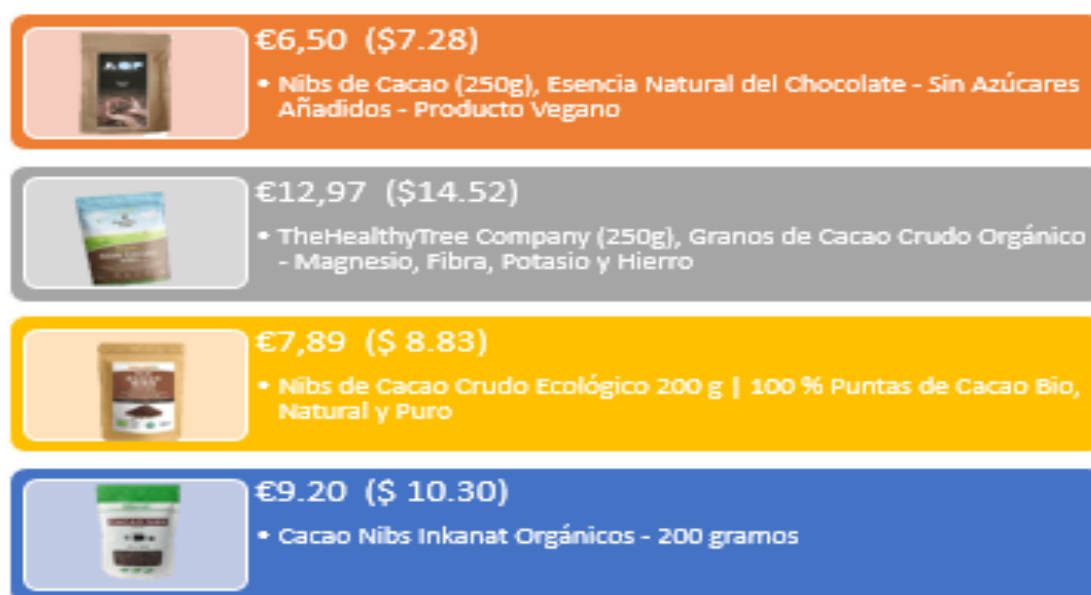 €6,50 ($7.28)
• Nibs de Cacao (250g), Esencia Natural del Chocolate - Sin Azúcares
Añadidos - Producto Vegano
€12,97 ($14.52)
• TheHealthyTree Company (250g), Granos de Cacao Crudo Orgánico
- Magnesio, Fibra, Potasio y Hierro
€7,89 ($ 8.83)
• Nibs de Cacao Crudo Ecológico 200 g | 100 % Puntas de Cacao Bio,
Natural y Puro
€9.20 ($ 10.30)
CACAO NIBS
• Cacao Nibs Inkanat Orgánicos - 200 gramos